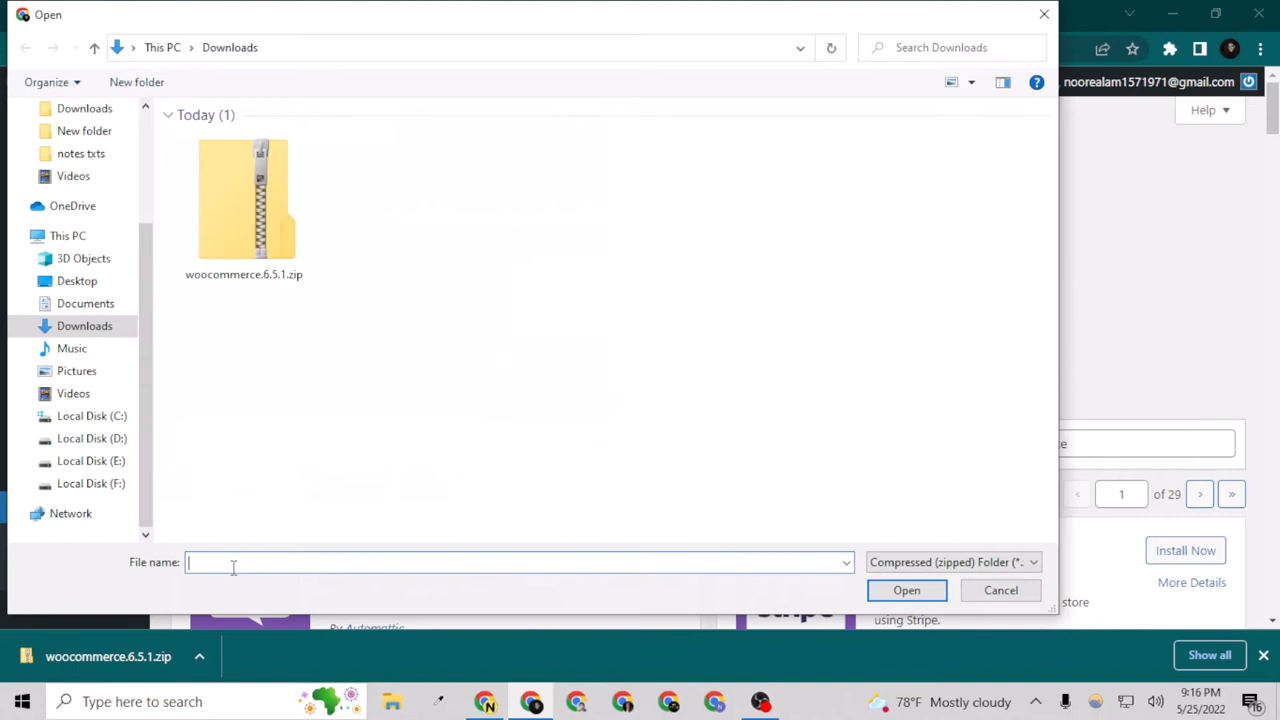 Open
This PC
Downloads
Search Downloads
Organize
New folder
noorealam1571971@gmail.com
Help
Downloads
New folder
notes txts
Videos
OneDrive
This PC
3D Objects
Desktop
Documents
Downloads
Music
Pictures
Videos
Local Disk (C:)
Local Disk (D:)
Local Disk (E:)
Local Disk (F:)
Network
Today (1)
woocommerce.6.5.1.zip
1 of 29
Install Now
More Details
store
using Stripe.
File name:
Compressed (zipped) Folder (*.
Open
Cancel
By Automattic
woocommerce.6.5.1.zip
Show all
Type here to search
78°F Mostly cloudy
9:16 PM
5/25/2022
16